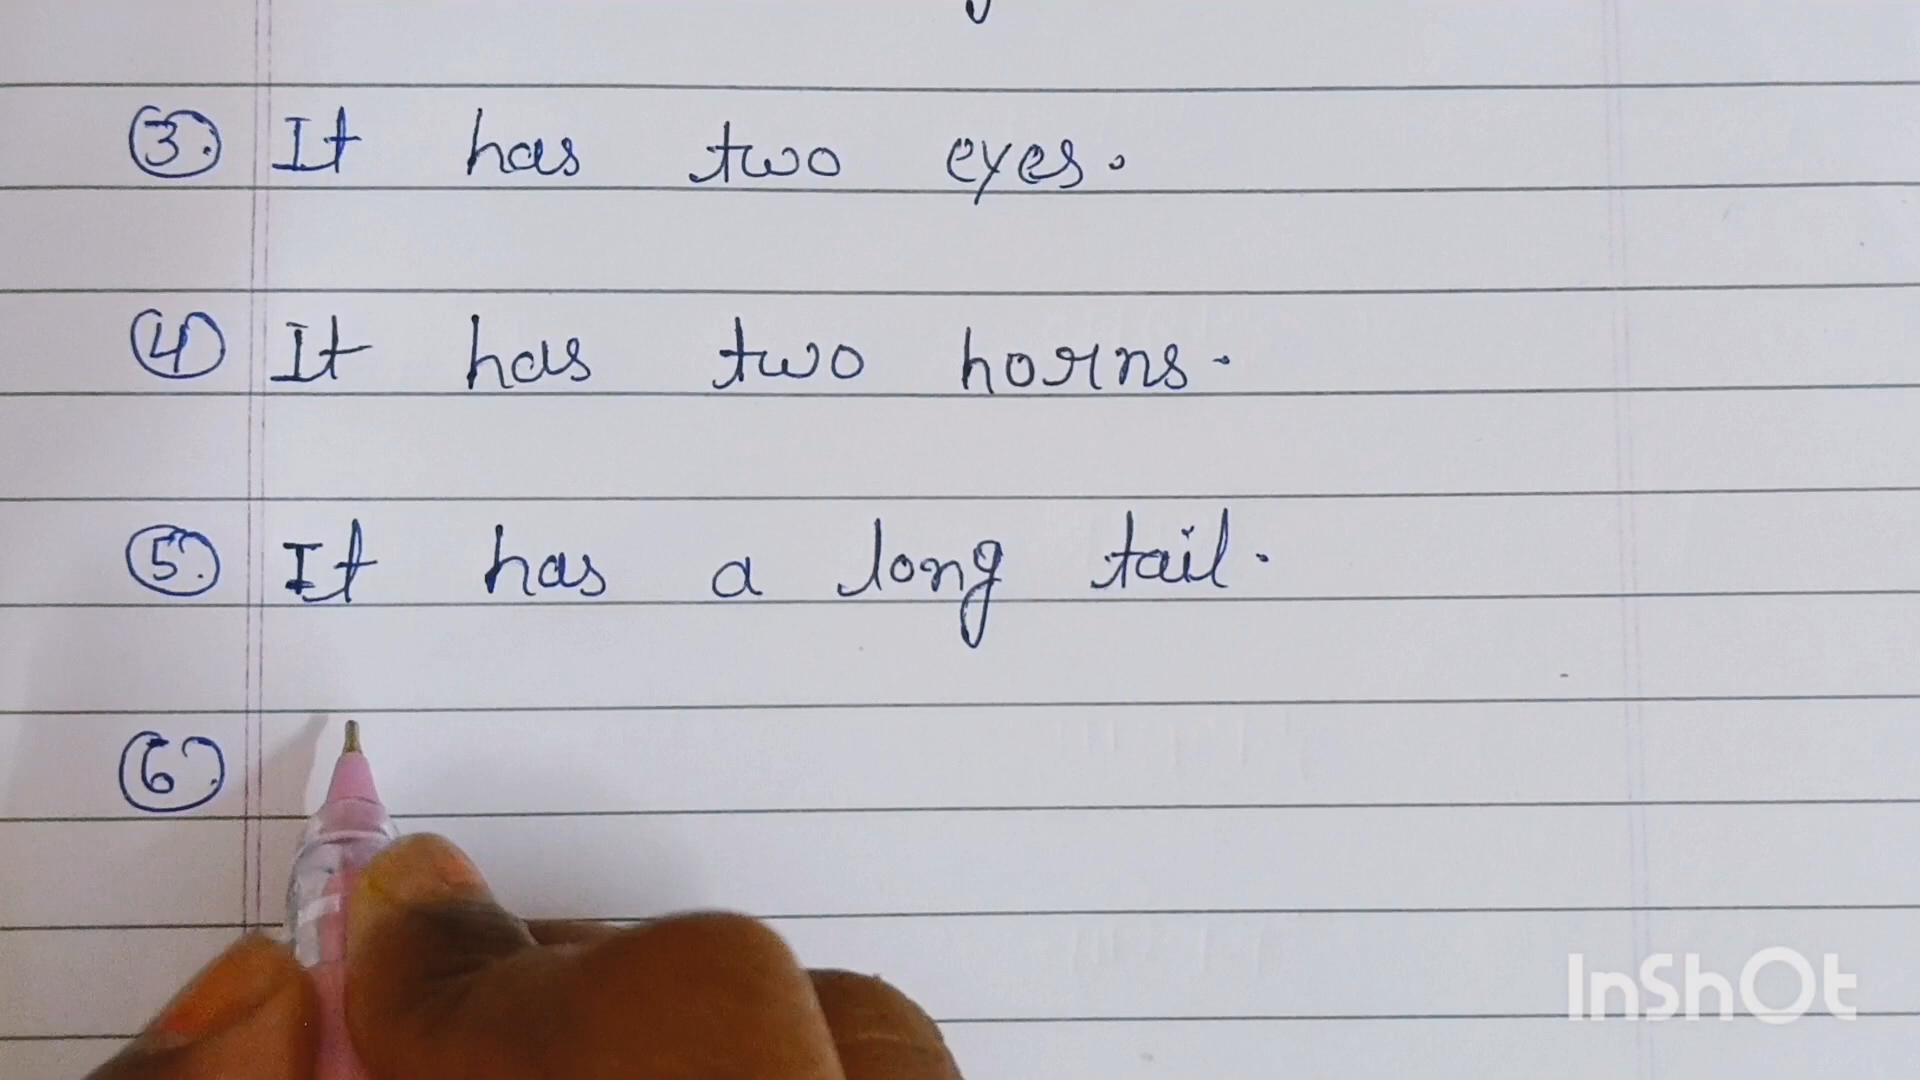 3. It has two eyes.
4 It has two horns.
5. It has a long tail.
6.
InShOt